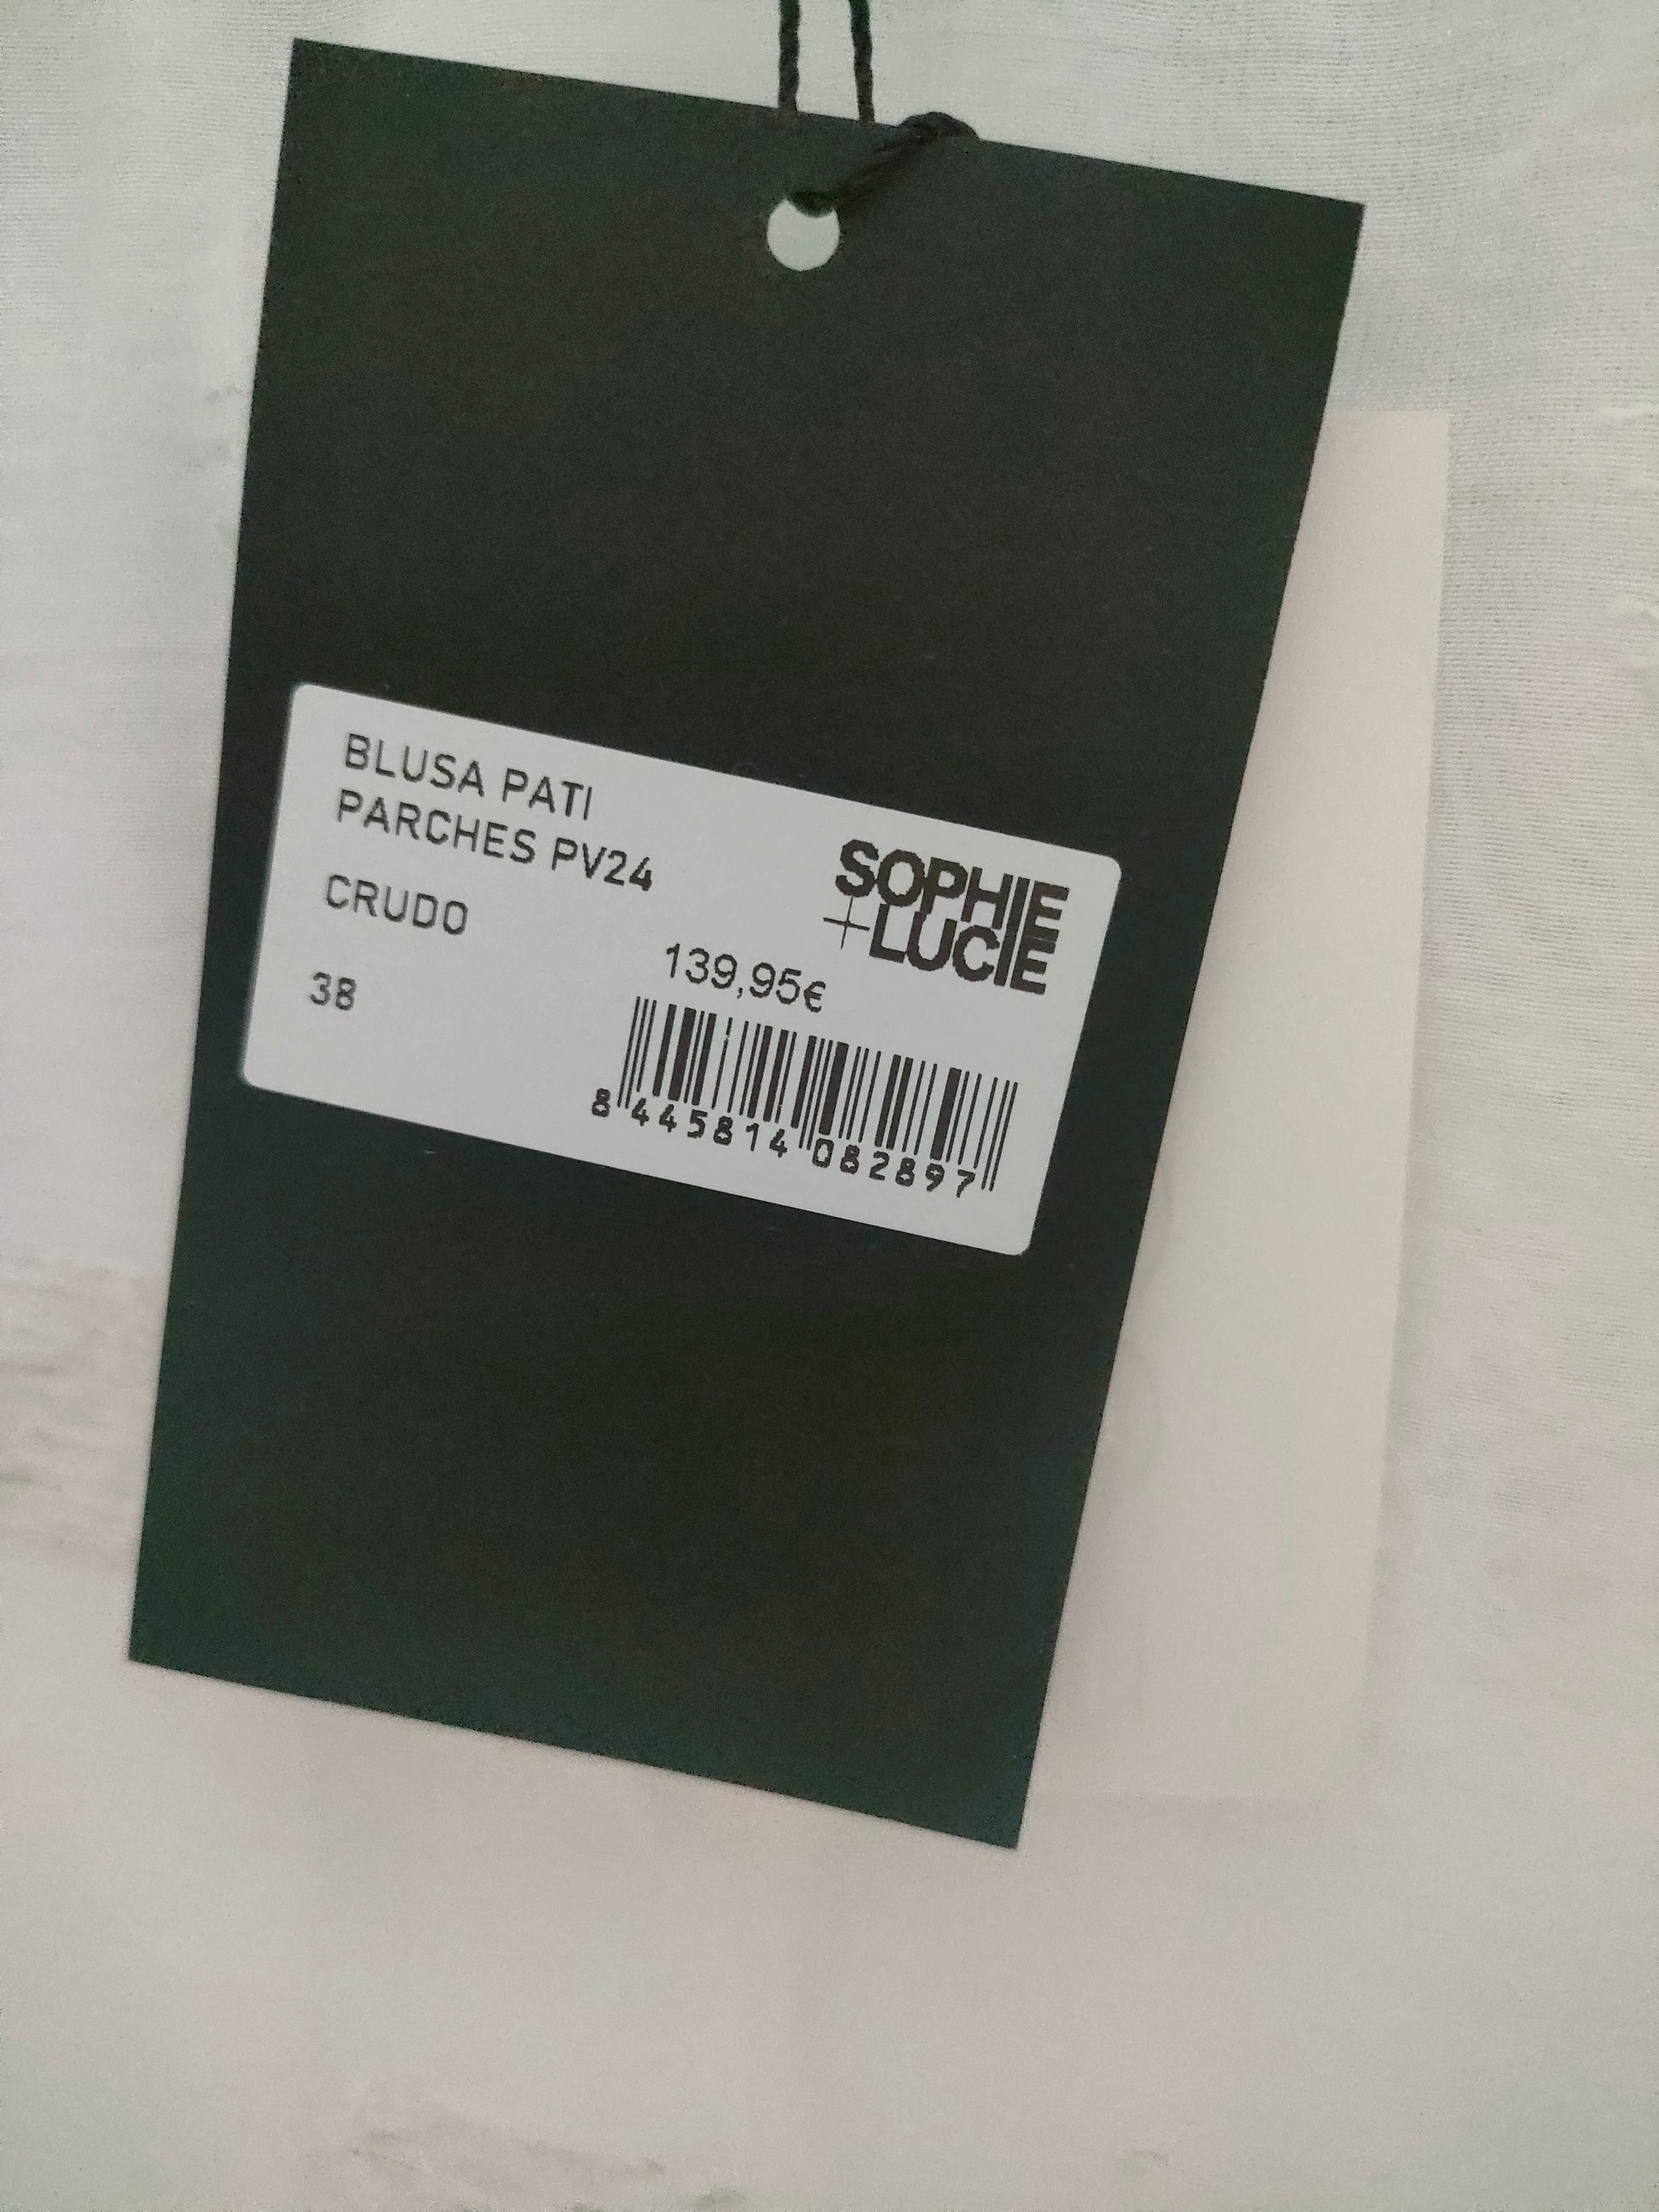 BLUSA PATI
PARCHES PV24
CRUDO
38
SOPHIE
+LUCIE
139,95€
8 445814 082897